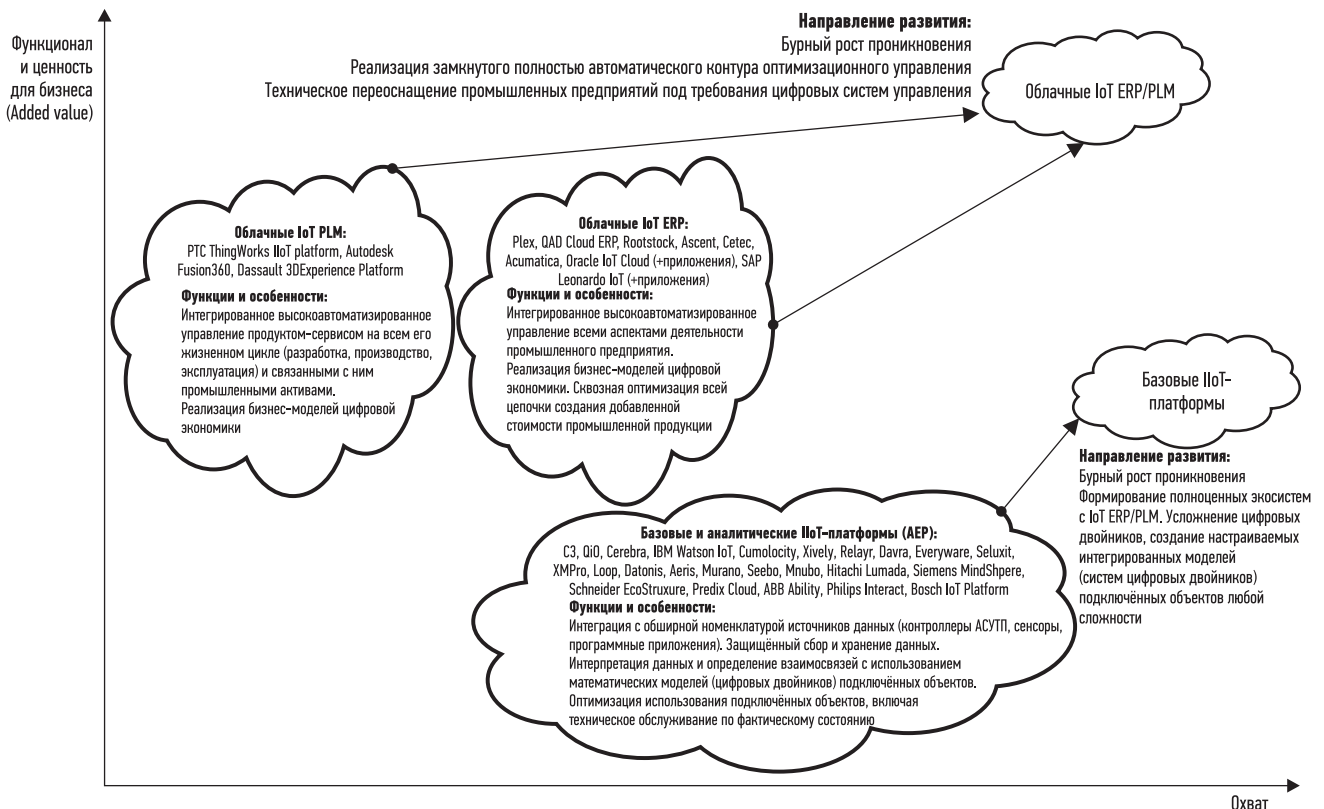 Функционал
и ценность
для бизнеса
(Added value)
Направление развития:
Бурный рост проникновения
Реализация замкнутого полностью автоматического контура оптимизационного управления
Техническое переоснащение промышленных предприятий под требования цифровых систем управления
Облачные IoT ERP/PLM
Облачные IoT PLM:
PTC ThingWorks IIoT platform, Autodesk
Fusion360, Dassault 3DExperience Platform
Функции и особенности:
Интегрированное высокоавтоматизированное
управление продуктом-сервисом на всем его
жизненном цикле (разработка, производство,
эксплуатация) и связанными с ним
промышленными активами.
Реализация бизнес-моделей цифровой
экономики
Облачные IoT ERP:
Plex, QAD Cloud ERP, Rootstock, Ascent, Cetec,
Acumatica, Oracle IoT Cloud (+приложения), SAP
Leonardo IoT (+приложения)
Функции и особенности:
Интегрированное высокоавтоматизированное
управление всеми аспектами деятельности
промышленного предприятия.
Реализация бизнес-моделей цифровой
экономики. Сквозная оптимизация всей
цепочки создания добавленной
стоимости промышленной продукции
Базовые IIoT-
платформы
Направление развития:
Бурный рост проникновения
Формирование полноценных экосистем
с IoT ERP/PLM. Усложнение цифровых
двойников, создание настраиваемых
интегрированных моделей
(систем цифровых двойников)
подключённых объектов любой
сложности
Базовые и аналитические IIoT-платформы (AEP):
C3, QiO, Cerebra, IBM Watson IoT, Cumolocity, Xively, Relayr, Davra, Everyware, Seluxit,
XMPro, Loop, Datonis, Aeris, Murano, Seebo, Mnubo, Hitachi Lumada, Siemens MindShpere,
Schneider EcoStruxure, Predix Cloud, ABB Ability, Philips Interact, Bosch IoT Platform
Функции и особенности:
Интеграция с обширной номенклатурой источников данных (контроллеры АСУТП, сенсоры,
программные приложения). Защищённый сбор и хранение данных.
Интерпретация данных и определение взаимосвязей с использованием
математических моделей (цифровых двойников) подключённых объектов.
Оптимизация использования подключённых объектов, включая
техническое обслуживание по фактическому состоянию
Охват